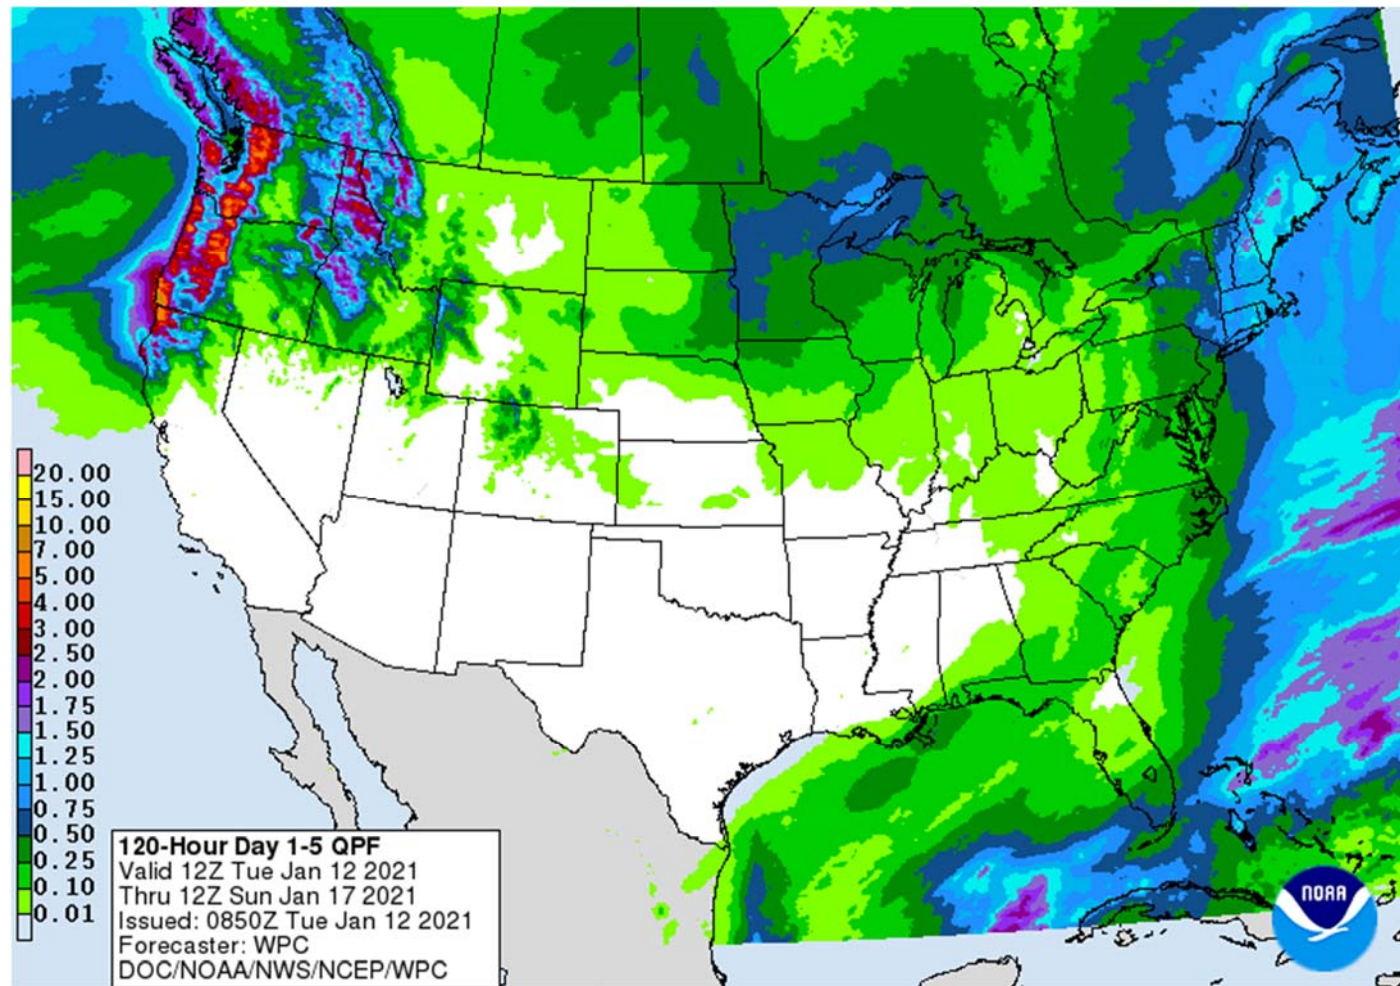 20.00
15.00
10.00
7.00
5.00
4.00
3.00
2.50
2.00
1.75
1.50
1.25
1.00
0.75
0.50
0.25
0.10
0.01
120-Hour Day 1-5 QPF
Valid 12Z Tue Jan 12 2021
Thru 12Z Sun Jan 17 2021
Issued: 0850Z Tue Jan 12 2021
Forecaster: WPC
DOC/NOAA/NWS/NCEP/WPC
NOAA